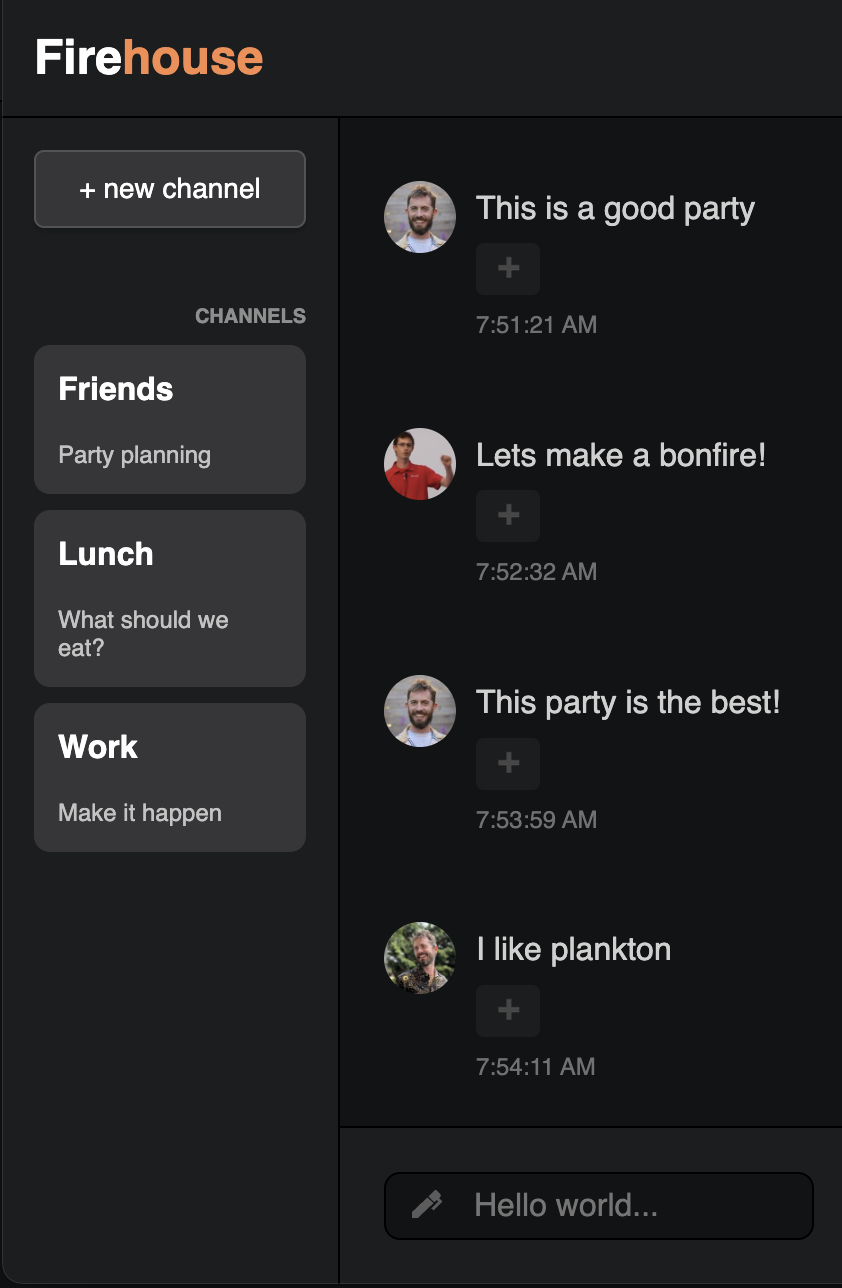 Firehouse
+ new channel
CHANNELS
Friends
Party planning
Lunch
What should we
eat?
Work
Make it happen
This is a good party
+
7:51:21 AM
Lets make a bonfire!
+
7:52:32 AM
This party is the best!
+
7:53:59 AM
I like plankton
+
7:54:11 AM
Hello world...